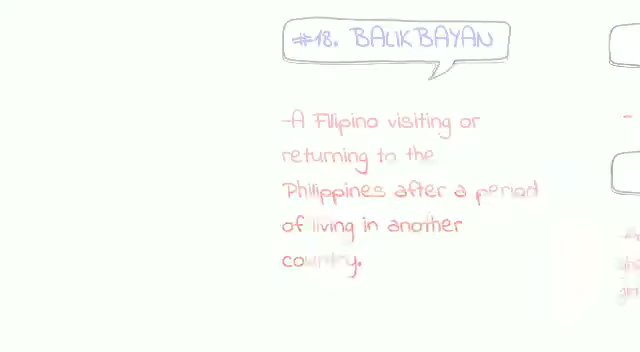 #18. BALIKBAYAN
-A Filipino visiting or
returning to the
Philippines after a period
of living in another
country.
-